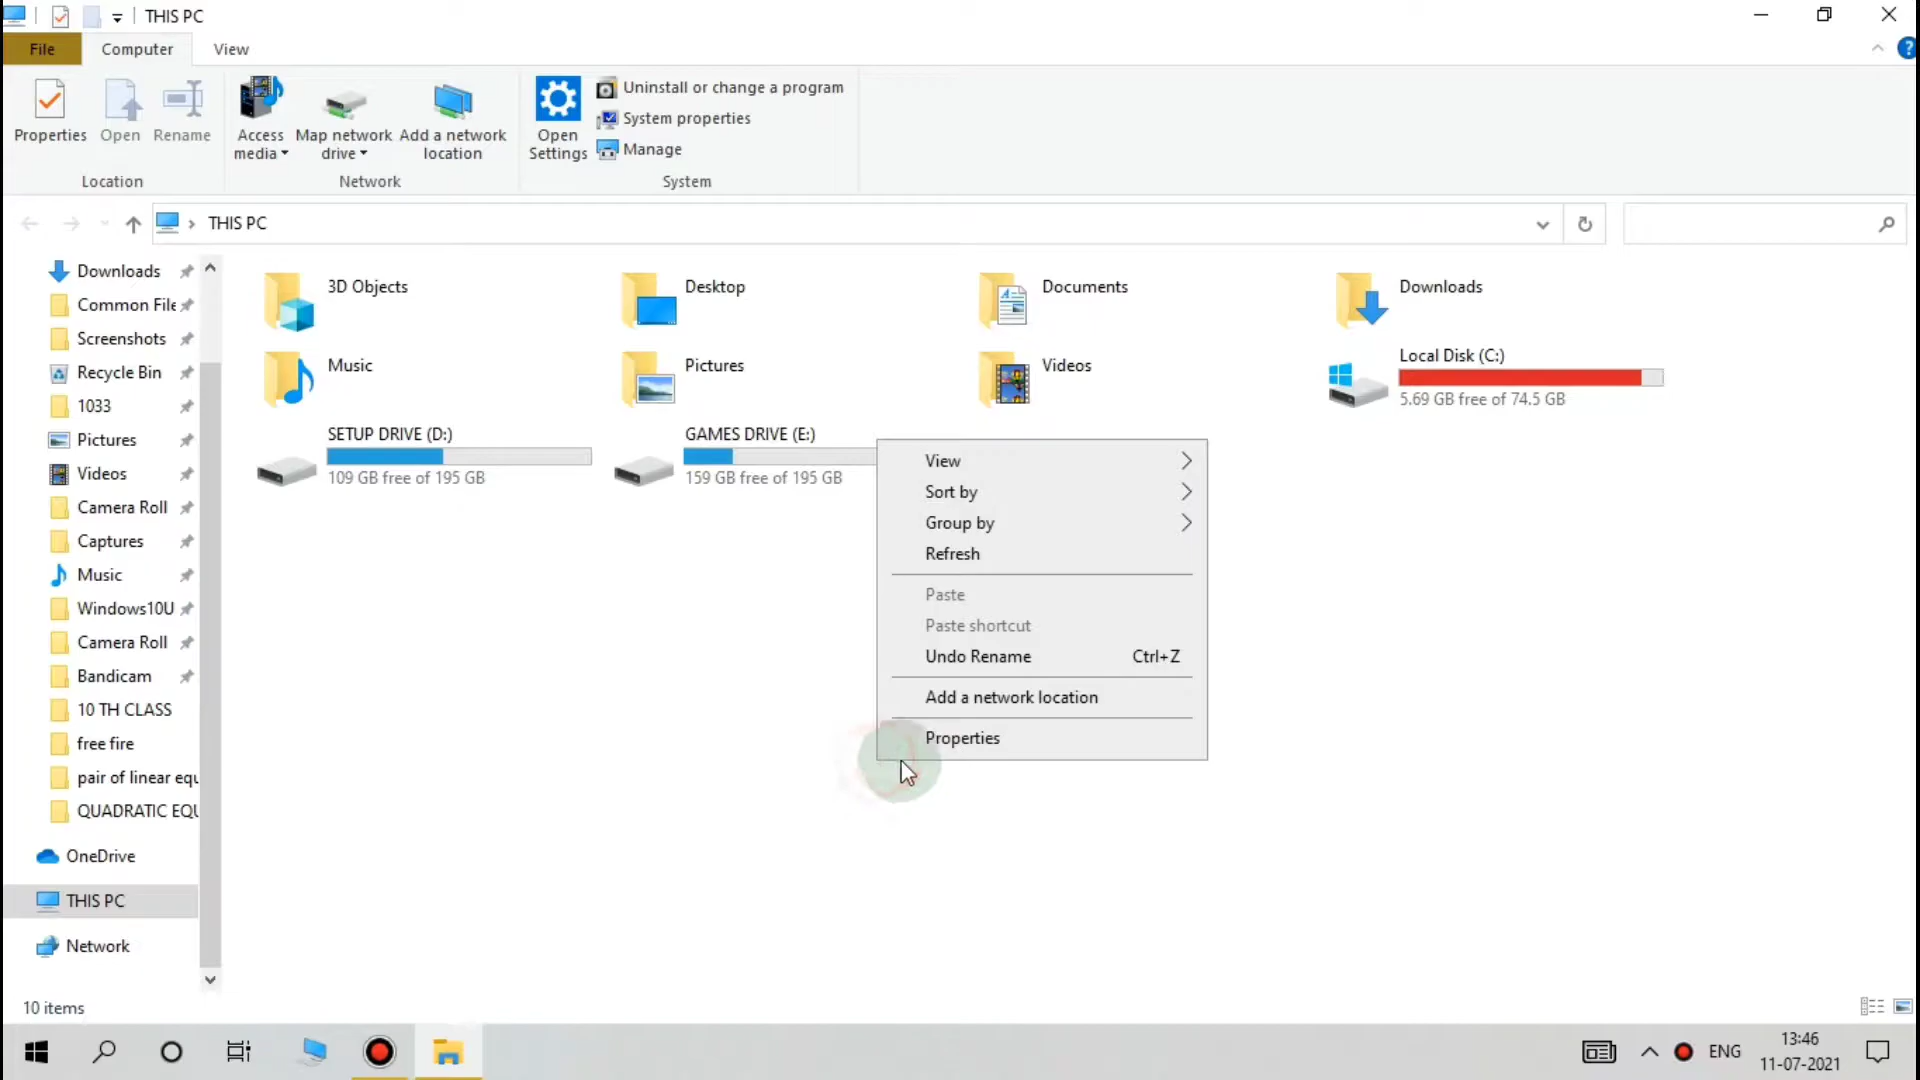 THIS PC
File
Computer
View
Properties
Open
Rename
Access media
Map network drive
Add a network location
Open Settings
Uninstall or change a program
System properties
Manage
Location
Network
System
THIS PC
Downloads
Common File
Screenshots
Recycle Bin
1033
Pictures
Videos
Camera Roll
Captures
Music
Windows10U
Camera Roll
Bandicam
10 TH CLASS
free fire
pair of linear equ
QUADRATIC EQU
OneDrive
THIS PC
Network
3D Objects
Desktop
Documents
Downloads
Music
Pictures
Videos
Local Disk (C:)
5.69 GB free of 74.5 GB
SETUP DRIVE (D:)
109 GB free of 195 GB
GAMES DRIVE (E:)
159 GB free of 195 GB
View
Sort by
Group by
Refresh
Paste
Paste shortcut
Undo Rename Ctrl+Z
Add a network location
Properties
10 items
ENG
13:46
11-07-2021